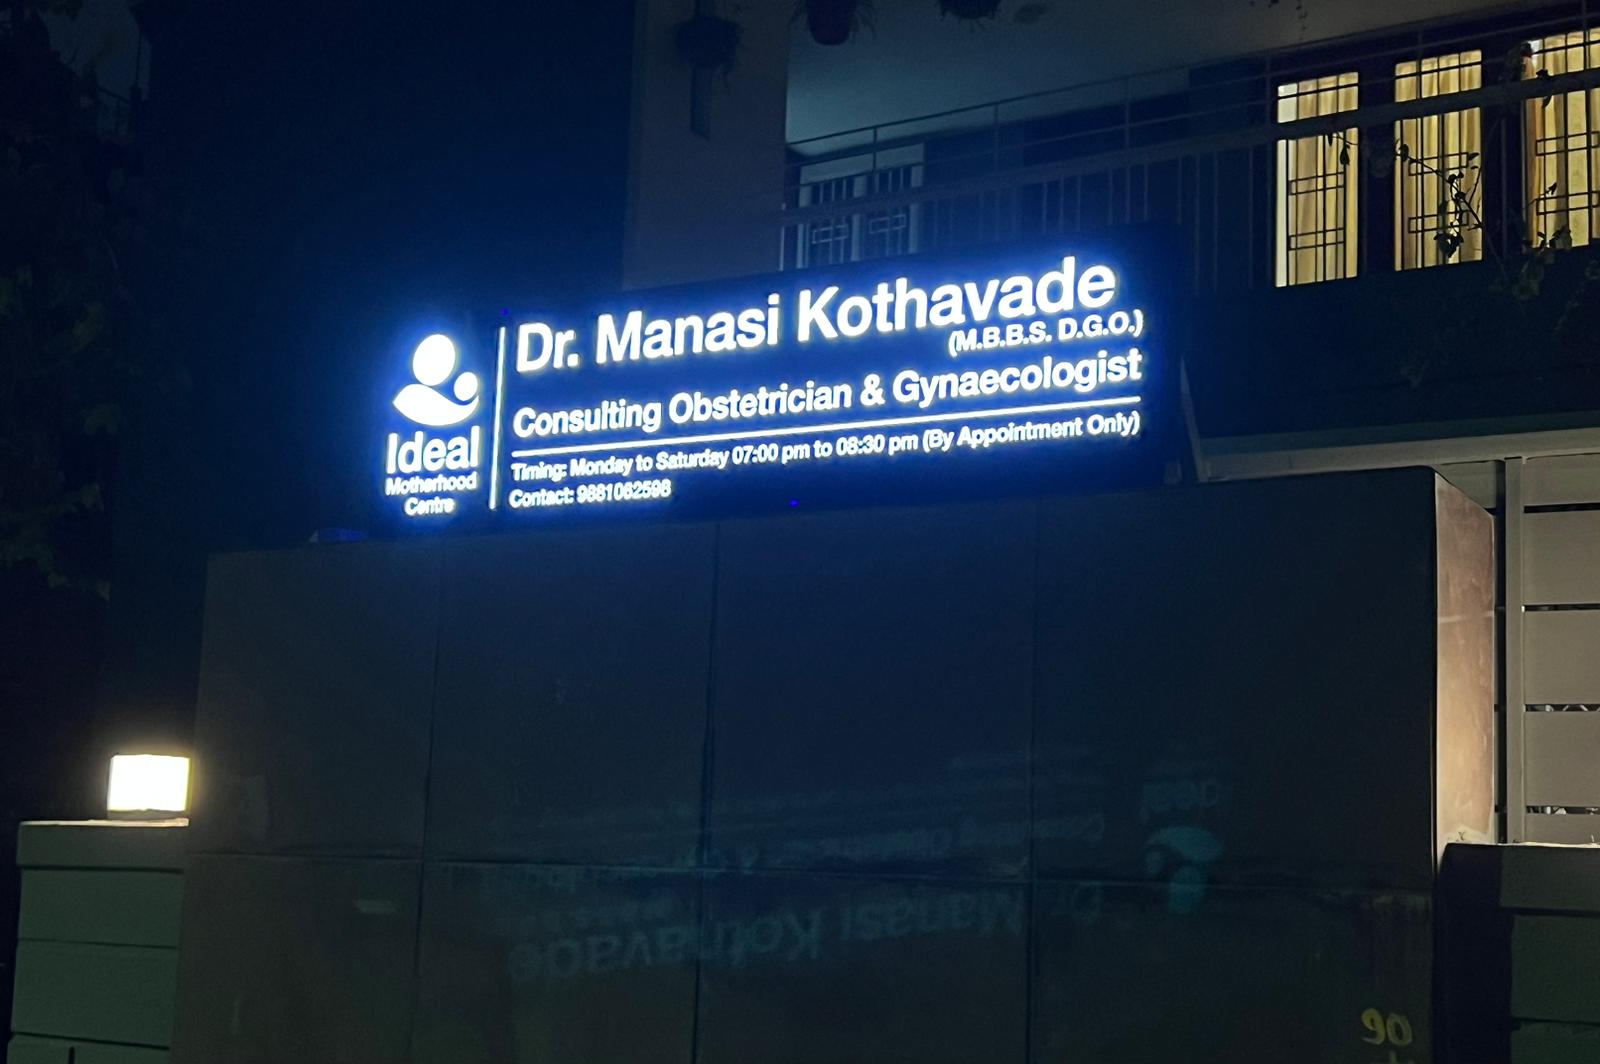 Ideal
Motherhood
Centre
Dr. Manasi Kothavade
(M.B.B.S. D.G.O.)
Consulting Obstetrician & Gynaecologist
Timing: Monday to Saturday 07:00 pm to 08:30 pm (By Appointment Only)
Contact: 9881062598